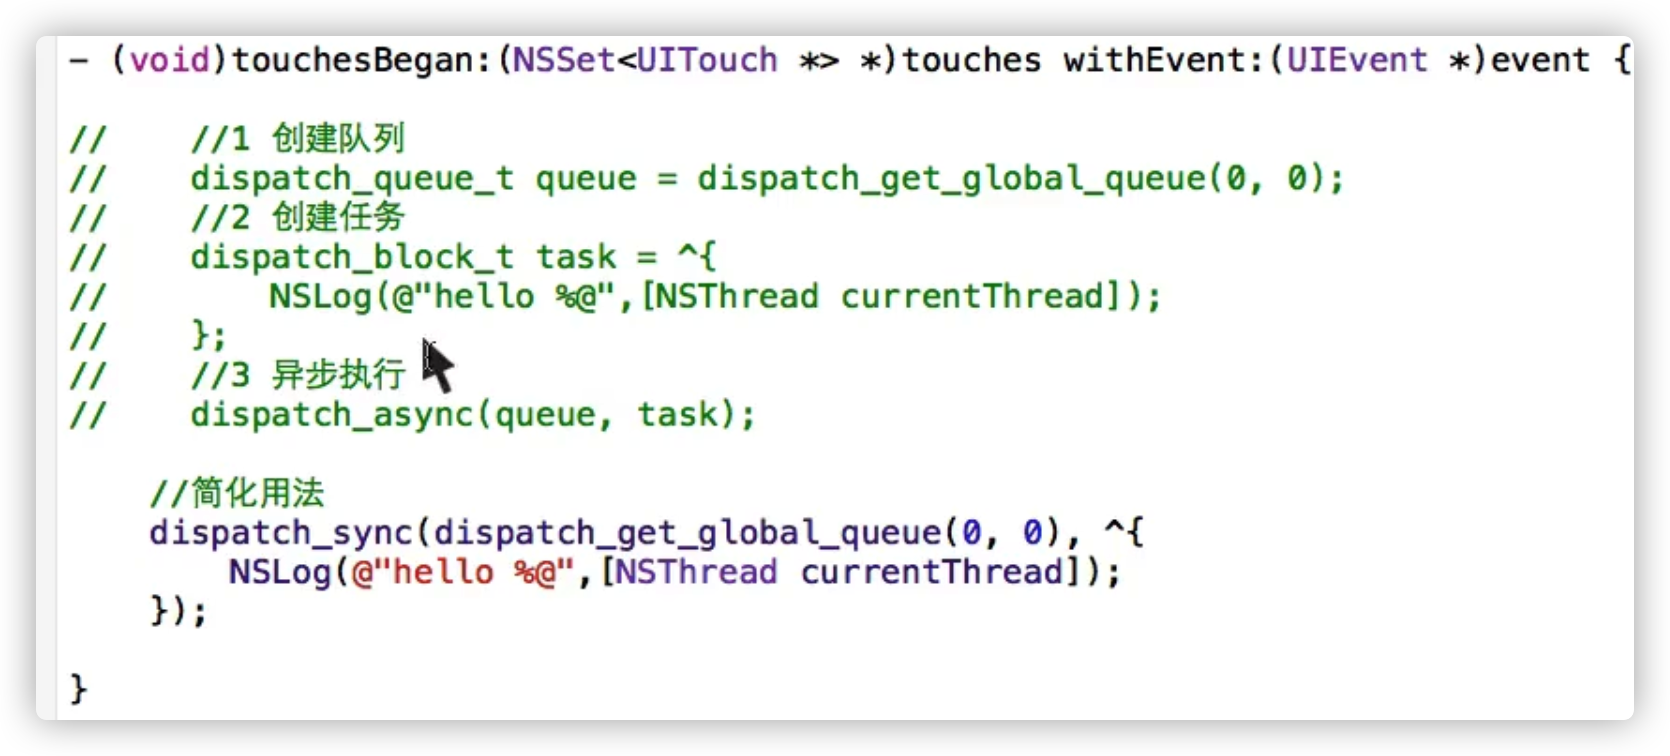 - (void)touchesBegan:(NSSet<UITouch *> *)touches withEvent:(UIEvent *)event {
//    //1 创建队列
//    dispatch_queue_t queue = dispatch_get_global_queue(0, 0);
//    //2 创建任务
//    dispatch_block_t task = ^{
//        NSLog(@"hello %@",[NSThread currentThread]);
//    };
//    //3 异步执行
//    dispatch_async(queue, task);
    //简化用法
    dispatch_sync(dispatch_get_global_queue(0, 0), ^{
        NSLog(@"hello %@",[NSThread currentThread]);
    });
}